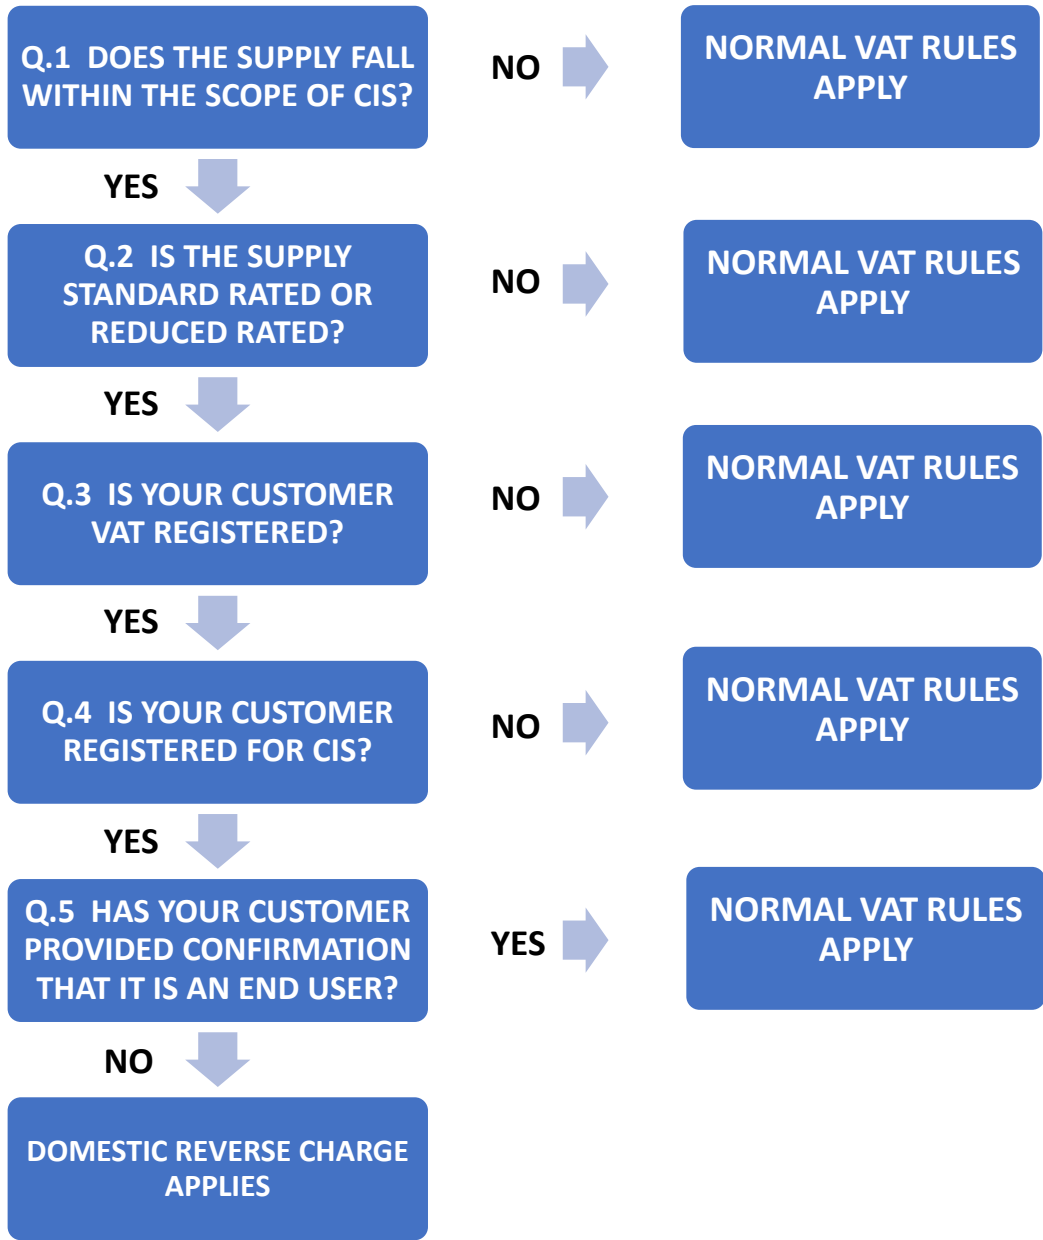 Q.1 DOES THE SUPPLY FALL
WITHIN THE SCOPE OF CIS?
NO
NORMAL VAT RULES
APPLY
YES
Q.2 IS THE SUPPLY
STANDARD RATED OR
REDUCED RATED?
NO
NORMAL VAT RULES
APPLY
YES
Q.3 IS YOUR CUSTOMER
VAT REGISTERED?
NO
NORMAL VAT RULES
APPLY
YES
Q.4 IS YOUR CUSTOMER
REGISTERED FOR CIS?
NO
NORMAL VAT RULES
APPLY
YES
Q.5 HAS YOUR CUSTOMER
PROVIDED CONFIRMATION
THAT IT IS AN END USER?
YES
NORMAL VAT RULES
APPLY
NO
DOMESTIC REVERSE CHARGE
APPLIES